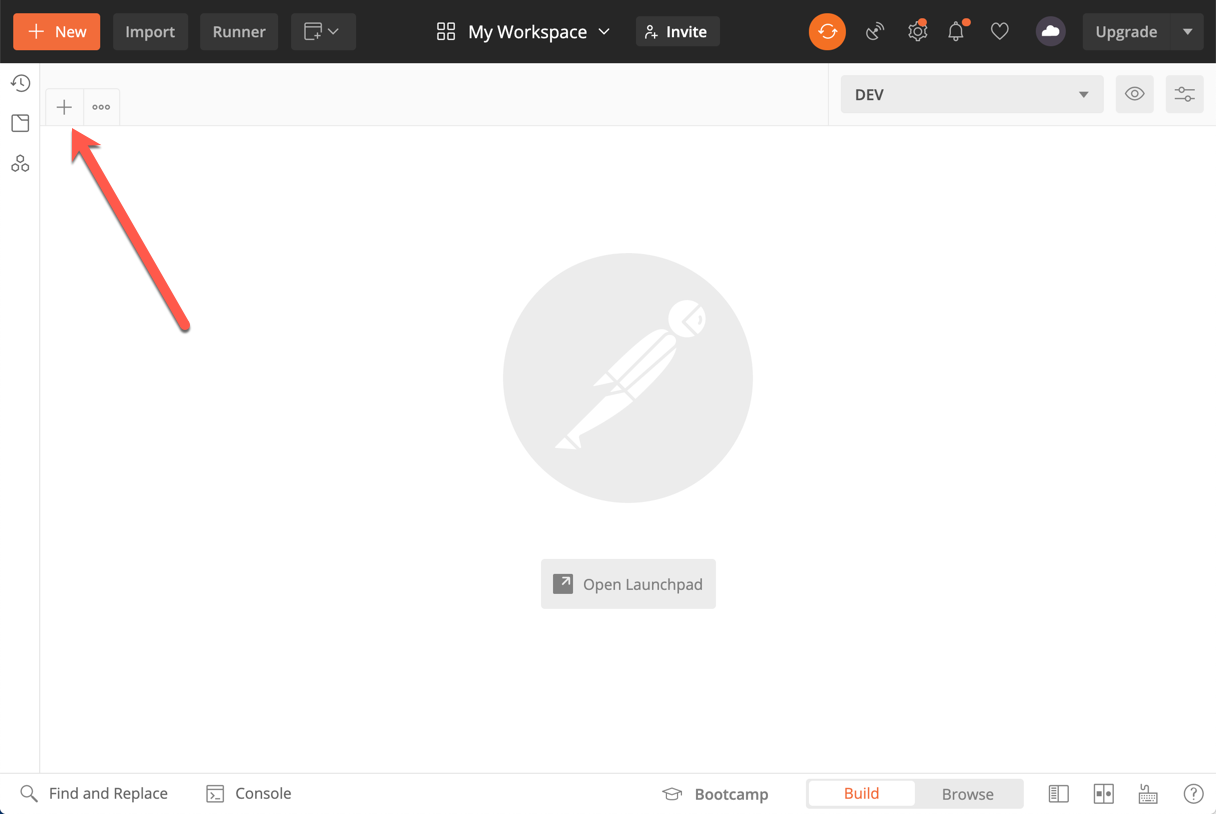 New
Import
Runner
My Workspace
Invite
Upgrade
DEV
Open Launchpad
Find and Replace
Console
Bootcamp
Build
Browse